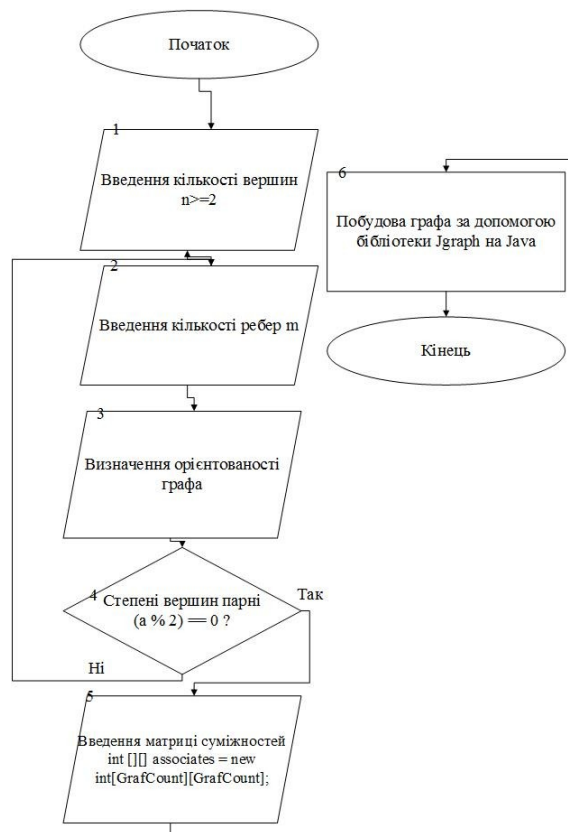 Початок
1
Введення кількості вершин
n>=2
2
Введення кількості ребер m
3
Визначення орієнтованості
графа
4
Степені вершин парні
(a % 2) == 0 ?
Так
Ні
5
Введення матриці суміжностей
int [][] associates = new
int[GrafCount][GrafCount];
6
Побудова графа за допомогою
бібліотеки Jgraph на Java
Кінець